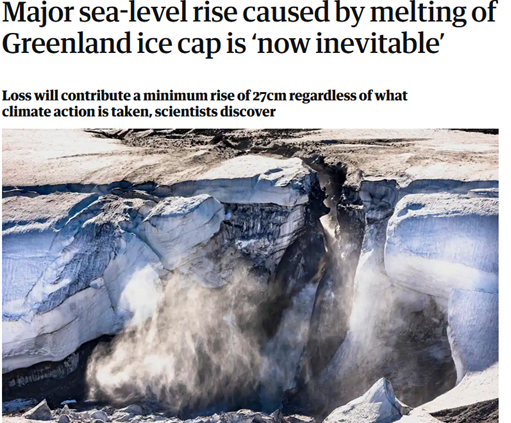 Major sea-level rise caused by melting of
Greenland ice cap is ‘now inevitable’
Loss will contribute a minimum rise of 27cm regardless of what
climate action is taken, scientists discover